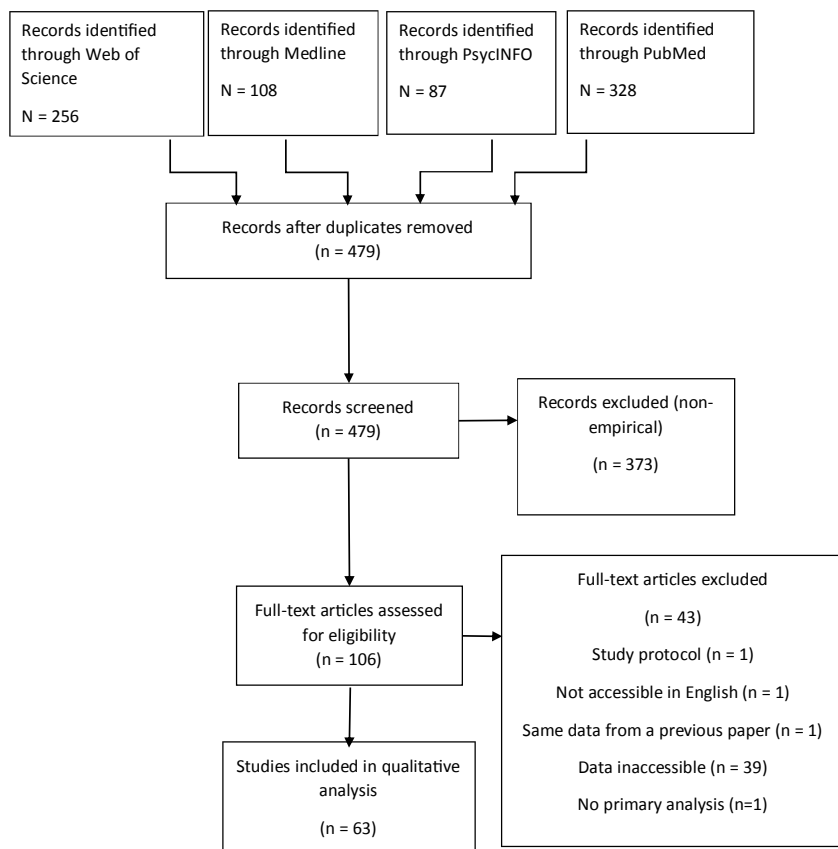 Records identified
through Web of
Science
N = 256
Records identified
through Medline
N = 108
Records identified
through PsycINFO
N = 87
Records identified
through PubMed
N = 328
Records after duplicates removed
(n = 479)
Records screened
(n = 479)
Records excluded (non-
empirical)
(n = 373)
Full-text articles assessed
for eligibility
(n = 106)
Full-text articles excluded
(n = 43)
Study protocol (n = 1)
Not accessible in English (n = 1)
Same data from a previous paper (n = 1)
Data inaccessible (n = 39)
No primary analysis (n=1)
Studies included in qualitative
analysis
(n = 63)